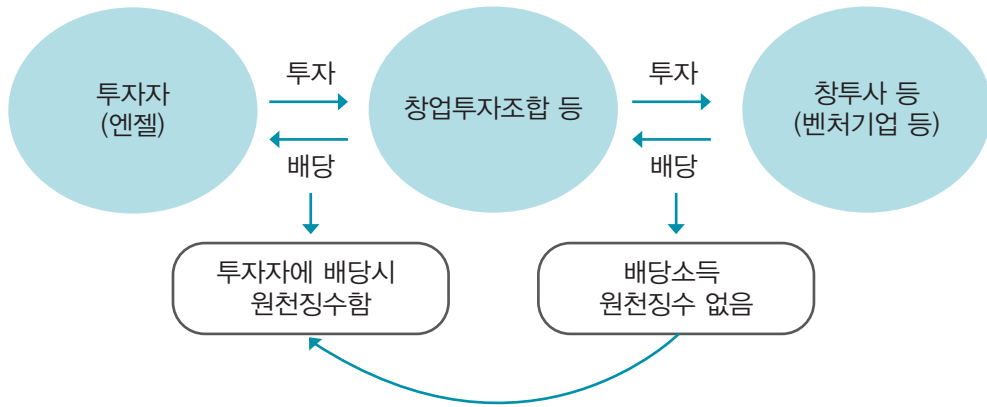 투자자
(엔젤)
투자
배당
창업투자조합 등
투자
배당
창투사 등
(벤처기업 등)
투자자에 배당시
원천징수함
배당소득
원천징수 없음